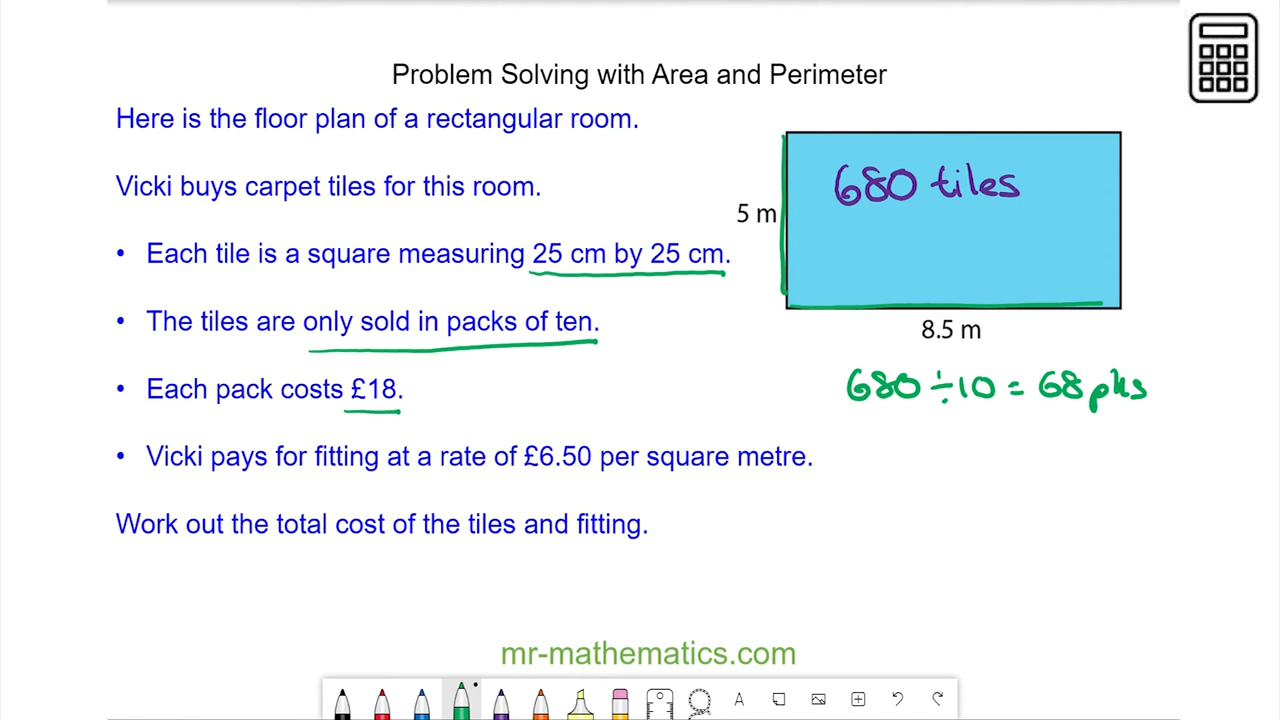 Problem Solving with Area and Perimeter
Here is the floor plan of a rectangular room.
Vicki buys carpet tiles for this room.
• Each tile is a square measuring 25 cm by 25 cm.
• The tiles are only sold in packs of ten.
• Each pack costs £18.
• Vicki pays for fitting at a rate of £6.50 per square metre.
Work out the total cost of the tiles and fitting.
680 tiles
5 m
8.5 m
680 ÷ 10 = 68 pks
mr-mathematics.com
A